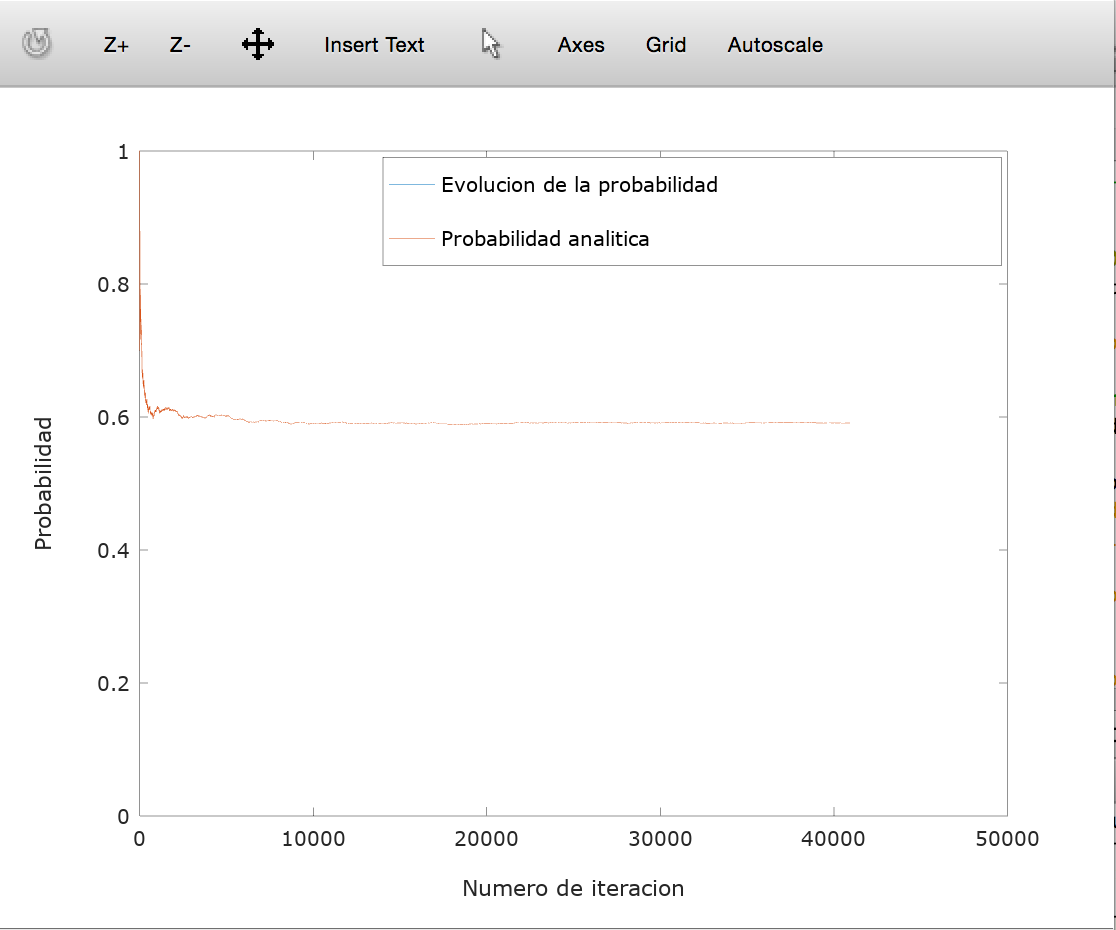 Z+ Z- Insert Text Axes Grid Autoscale
1
Evolucion de la probabilidad
Probabilidad analitica
0.8
0.6
0.4
0.2
0
Probabilidad
0 10000 20000 30000 40000 50000
Numero de iteracion